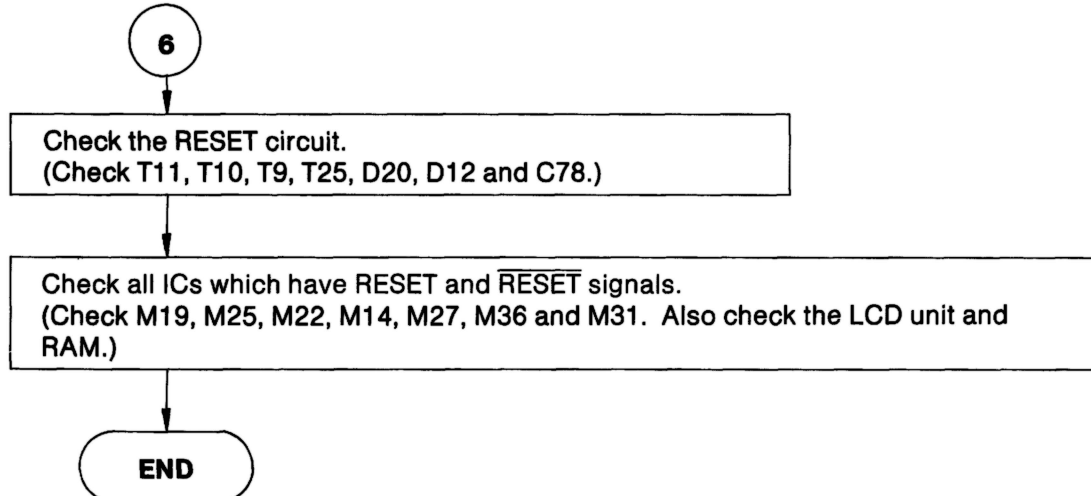 6
Check the RESET circuit.
(Check T11, T10, T9, T25, D20, D12 and C78.)
Check all ICs which have RESET and R̅E̅S̅E̅T̅ signals.
(Check M19, M25, M22, M14, M27, M36 and M31. Also check the LCD unit and
RAM.)
END